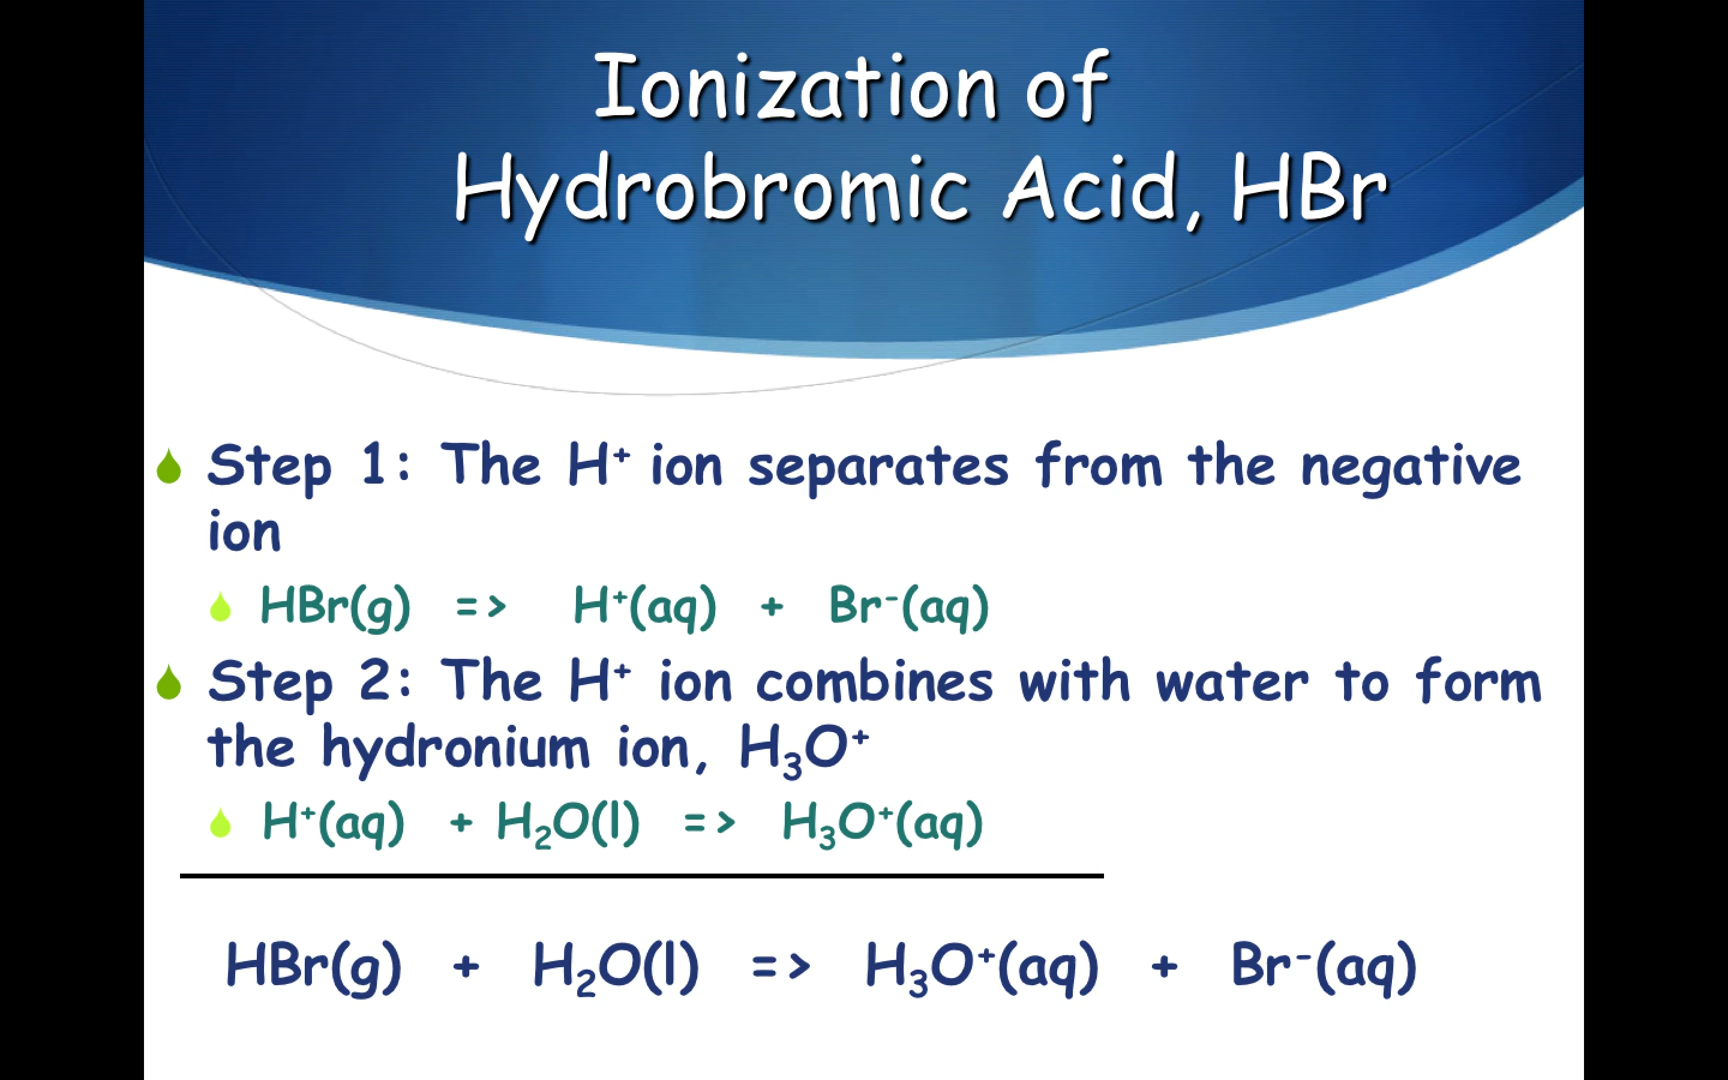 Ionization of
Hydrobromic Acid, HBr
Step 1: The H⁺ ion separates from the negative
ion
HBr(g) => H⁺(aq) + Br⁻(aq)
Step 2: The H⁺ ion combines with water to form
the hydronium ion, H₃O⁺
H⁺(aq) + H₂O(l) => H₃O⁺(aq)
HBr(g) + H₂O(l) => H₃O⁺(aq) + Br⁻(aq)